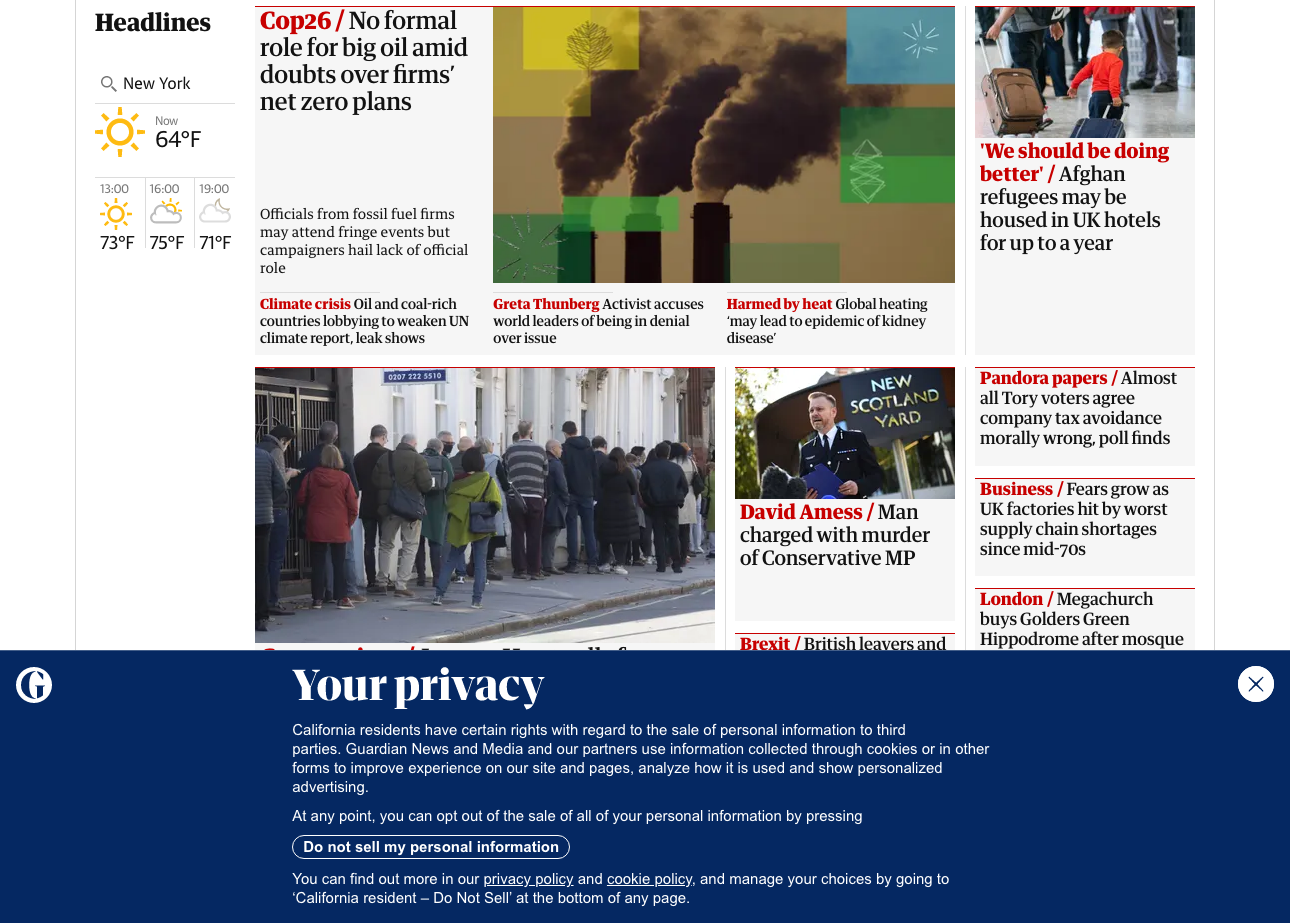 Headlines
New York
Now
64°F
13:00
16:00
19:00
73°F
75°F
71°F
Cop26 / No formal
role for big oil amid
doubts over firms’
net zero plans
Officials from fossil fuel firms
may attend fringe events but
campaigners hail lack of official
role
Climate crisis Oil and coal-rich
countries lobbying to weaken UN
climate report, leak shows
Greta Thunberg Activist accuses
world leaders of being in denial
over issue
Harmed by heat Global heating
‘may lead to epidemic of kidney
disease’
'We should be doing
better' / Afghan
refugees may be
housed in UK hotels
for up to a year
0207 222 5510
NEW
SCOTLAND
YARD
David Amess / Man
charged with murder
of Conservative MP
Brexit / British leavers and
Pandora papers / Almost
all Tory voters agree
company tax avoidance
morally wrong, poll finds
Business / Fears grow as
UK factories hit by worst
supply chain shortages
since mid-70s
London / Megachurch
buys Golders Green
Hippodrome after mosque
G
Your privacy
California residents have certain rights with regard to the sale of personal information to third
parties. Guardian News and Media and our partners use information collected through cookies or in other
forms to improve experience on our site and pages, analyze how it is used and show personalized
advertising.
At any point, you can opt out of the sale of all of your personal information by pressing
Do not sell my personal information
You can find out more in our privacy policy and cookie policy, and manage your choices by going to
‘California resident – Do Not Sell’ at the bottom of any page.